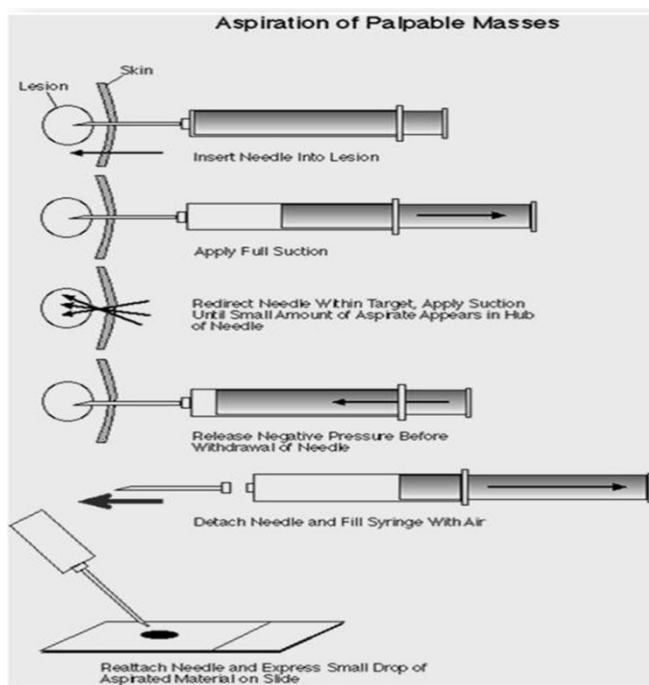 Aspiration of Palpable Masses
Skin
Lesion
Insert Needle Into Lesion
Apply Full Suction
Redirect Needle Within Target, Apply Suction
Until Small Amount of Aspirate Appears in Hub
of Needle
Release Negative Pressure Before
Withdrawal of Needle
Detach Needle and Fill Syringe With Air
Reattach Needle and Express Small Drop of
Aspirated Material on Slide